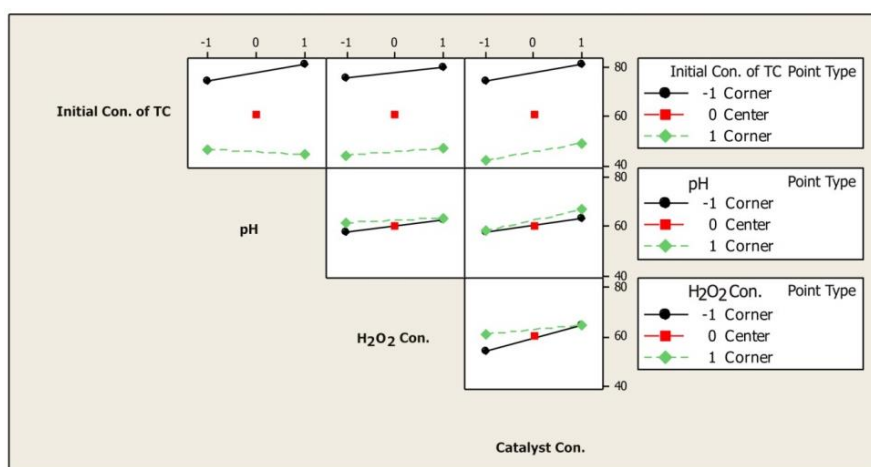 -1 0 1 -1 0 1 -1 0 1
Initial Con. of TC
80
60
40
Initial Con. of TC Point Type
-1 Corner
0 Center
1 Corner
pH
80
60
40
pH Point Type
-1 Corner
0 Center
1 Corner
H2O2 Con.
80
60
40
H2O2 Con. Point Type
-1 Corner
0 Center
1 Corner
Catalyst Con.